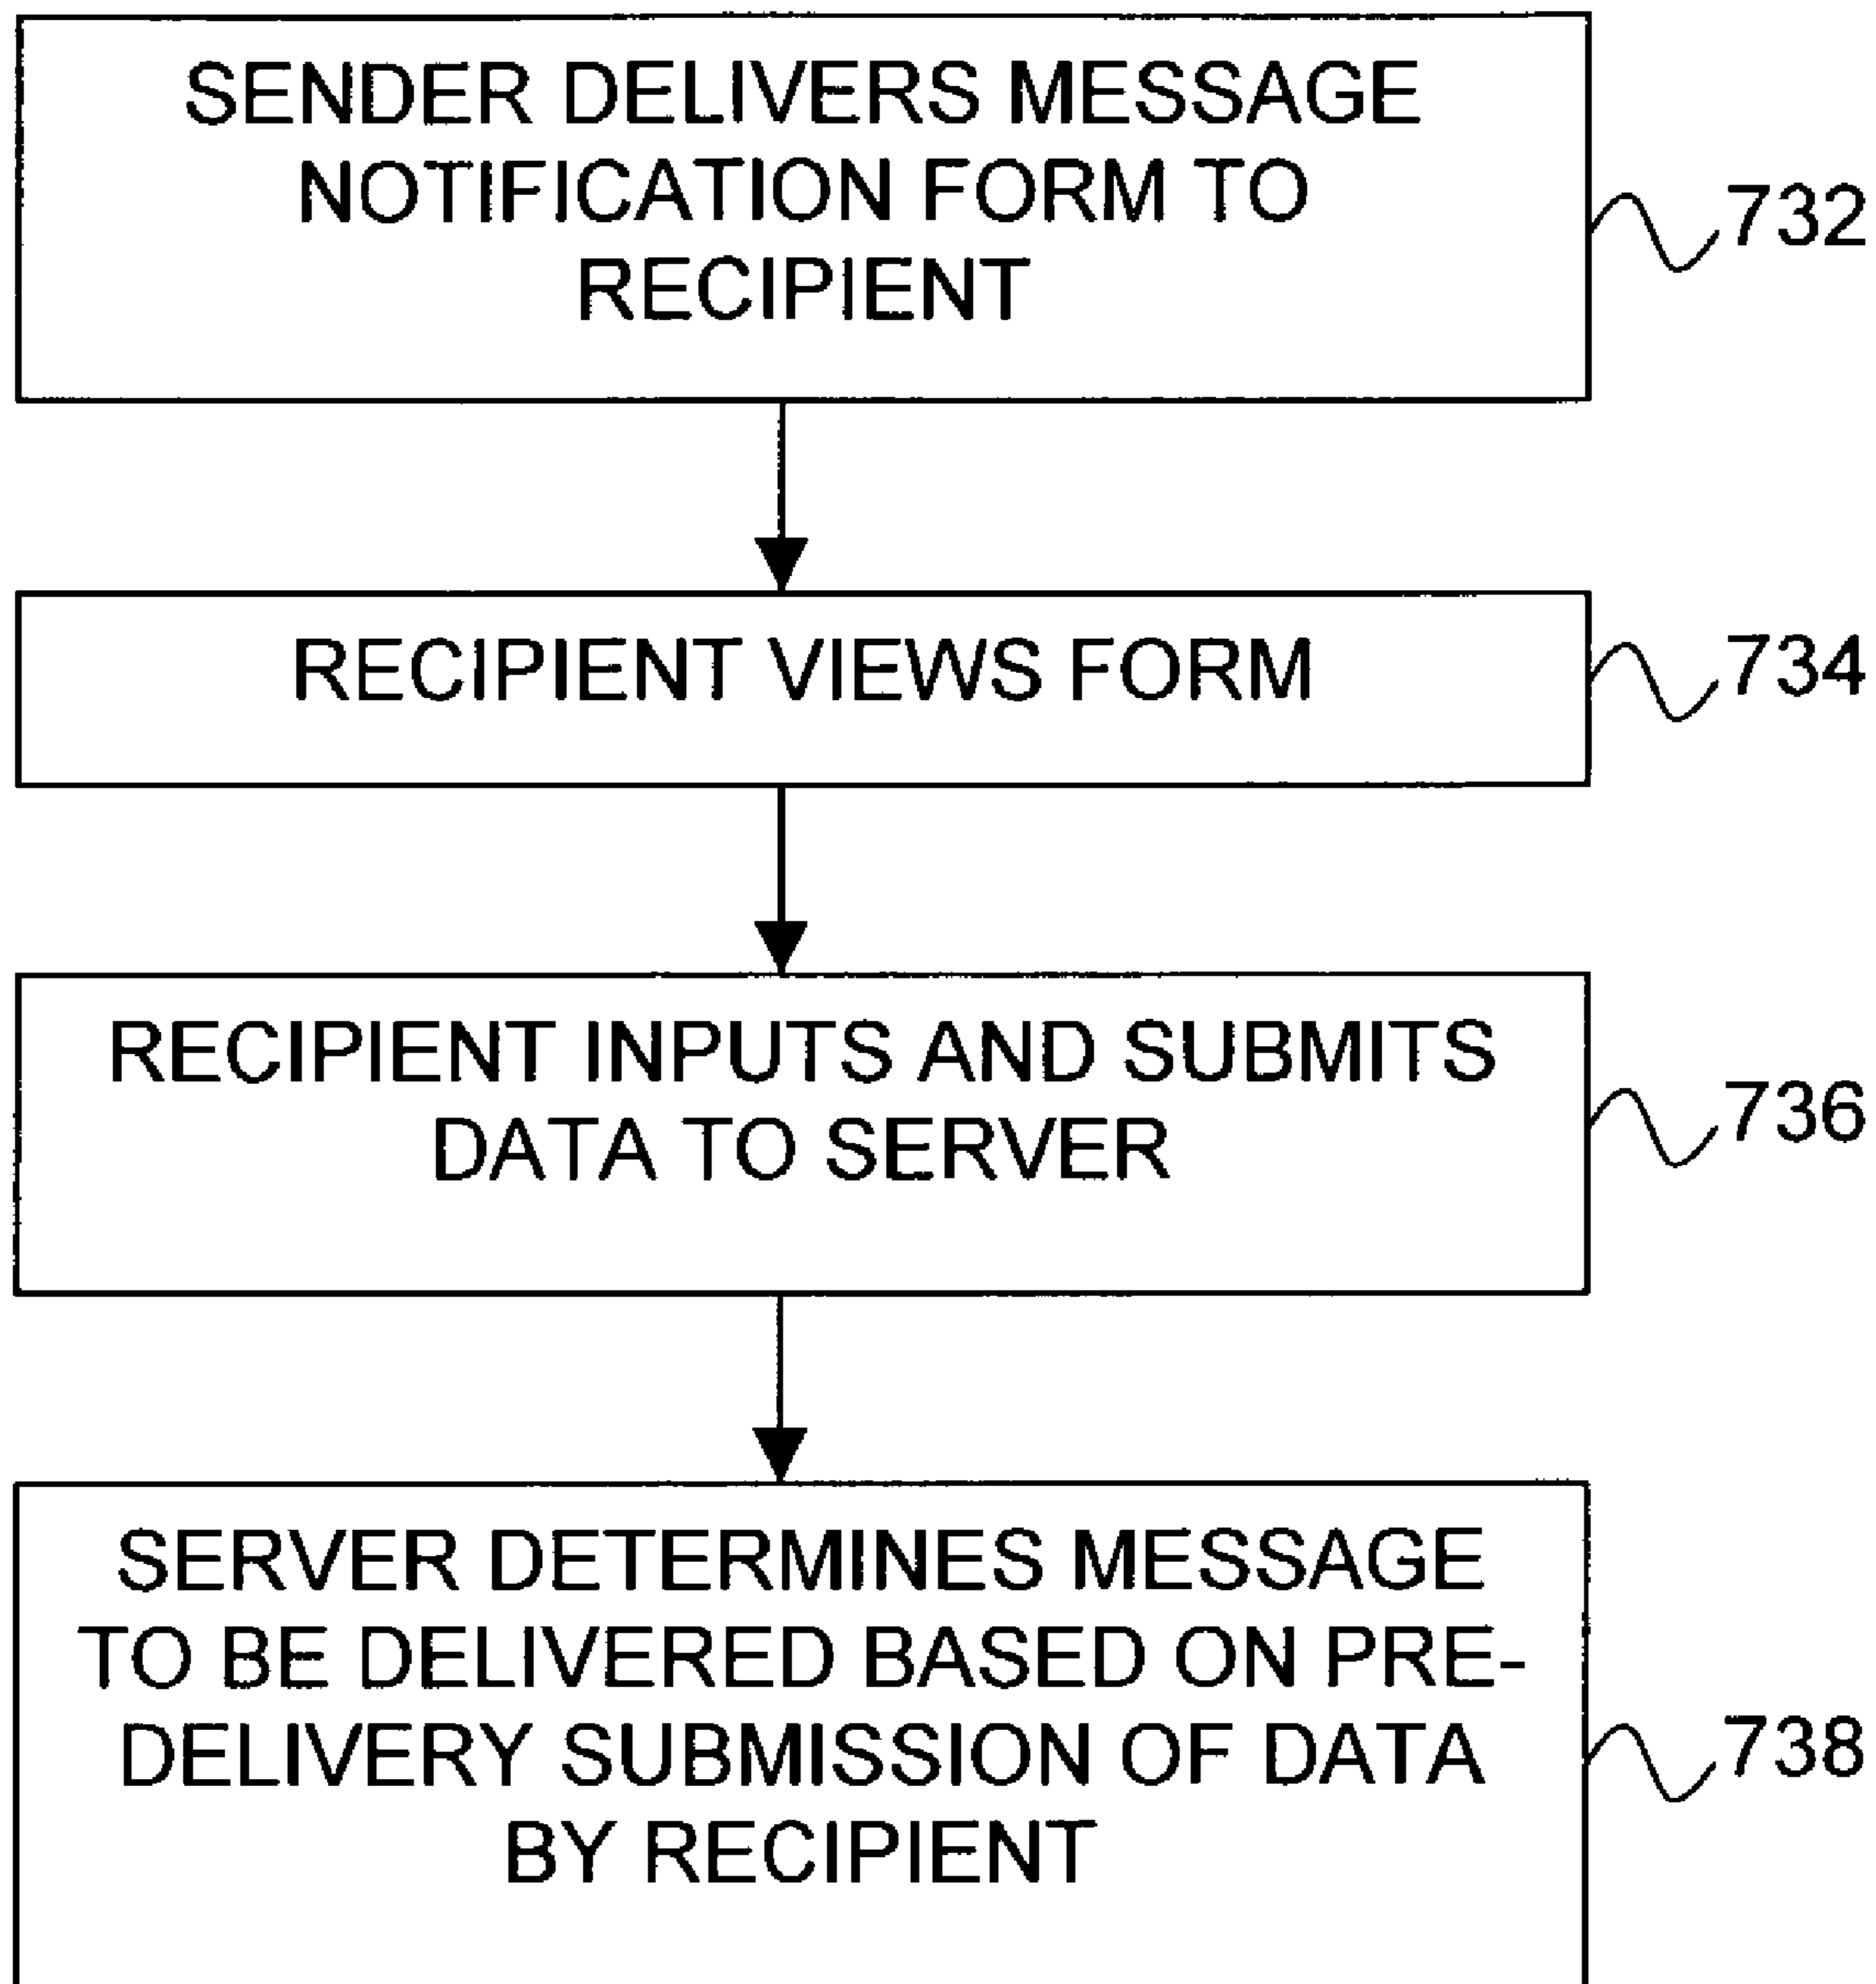 SENDER DELIVERS MESSAGE
NOTIFICATION FORM TO
RECIPIENT
732
RECIPIENT VIEWS FORM
734
RECIPIENT INPUTS AND SUBMITS
DATA TO SERVER
736
SERVER DETERMINES MESSAGE
TO BE DELIVERED BASED ON PRE-
DELIVERY SUBMISSION OF DATA
BY RECIPIENT
738